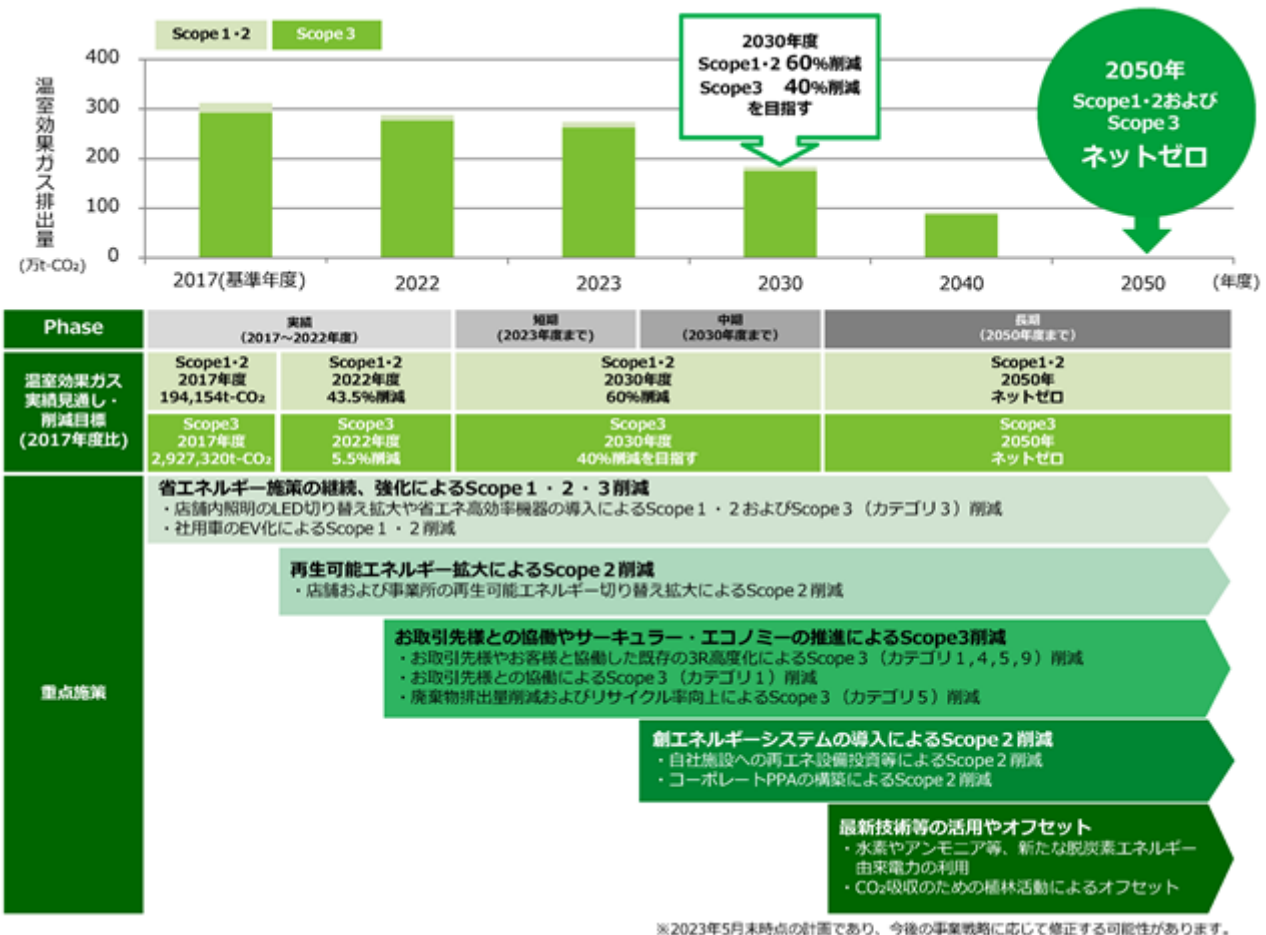 Scope 1・2
Scope 3
400
300
200
100
0
温室効果ガス排出量
(万t-CO₂)
2030年度
Scope1・2 60%削減
Scope3 40%削減
を目指す
2050年
Scope1・2および
Scope 3
ネットゼロ
2017(基準年度)
2022
2023
2030
2040
2050
(年度)
Phase
実績
(2017〜2022年度)
短期
(2023年度まで)
中期
(2030年度まで)
長期
(2050年度まで)
温室効果ガス
実績見通し・
削減目標
(2017年度比)
Scope1・2
2017年度
194,154t-CO₂
Scope1・2
2022年度
43.5%削減
Scope1・2
2030年度
60%削減
Scope1・2
2050年
ネットゼロ
Scope3
2017年度
2,927,320t-CO₂
Scope3
2022年度
5.5%削減
Scope3
2030年度
40%削減を目指す
Scope3
2050年
ネットゼロ
重点施策
省エネルギー施策の継続、強化によるScope1・2・3削減
・店舗内照明のLED切り替え拡大や省エネ高効率機器の導入によるScope1・2およびScope3（カテゴリ3）削減
・社用車のEV化によるScope1・2削減
再生可能エネルギー拡大によるScope2削減
・店舗および事業所の再生可能エネルギー切り替え拡大によるScope2削減
お取引先様との協働やサーキュラー・エコノミーの推進によるScope3削減
・お取引先様やお客様と協働した既存の3R高度化によるScope3（カテゴリ1,4,5,9）削減
・お取引先様との協働によるScope3（カテゴリ1）削減
・廃棄物排出量削減およびリサイクル率向上によるScope3（カテゴリ5）削減
創エネルギーシステムの導入によるScope2削減
・自社施設への再エネ設備投資等によるScope2削減
・コーポレートPPAの構築によるScope2削減
最新技術等の活用やオフセット
・水素やアンモニア等、新たな脱炭素エネルギー
由来電力の利用
・CO₂吸収のための植林活動によるオフセット
※2023年5月末時点の計画であり、今後の事業戦略に応じて修正する可能性があります。